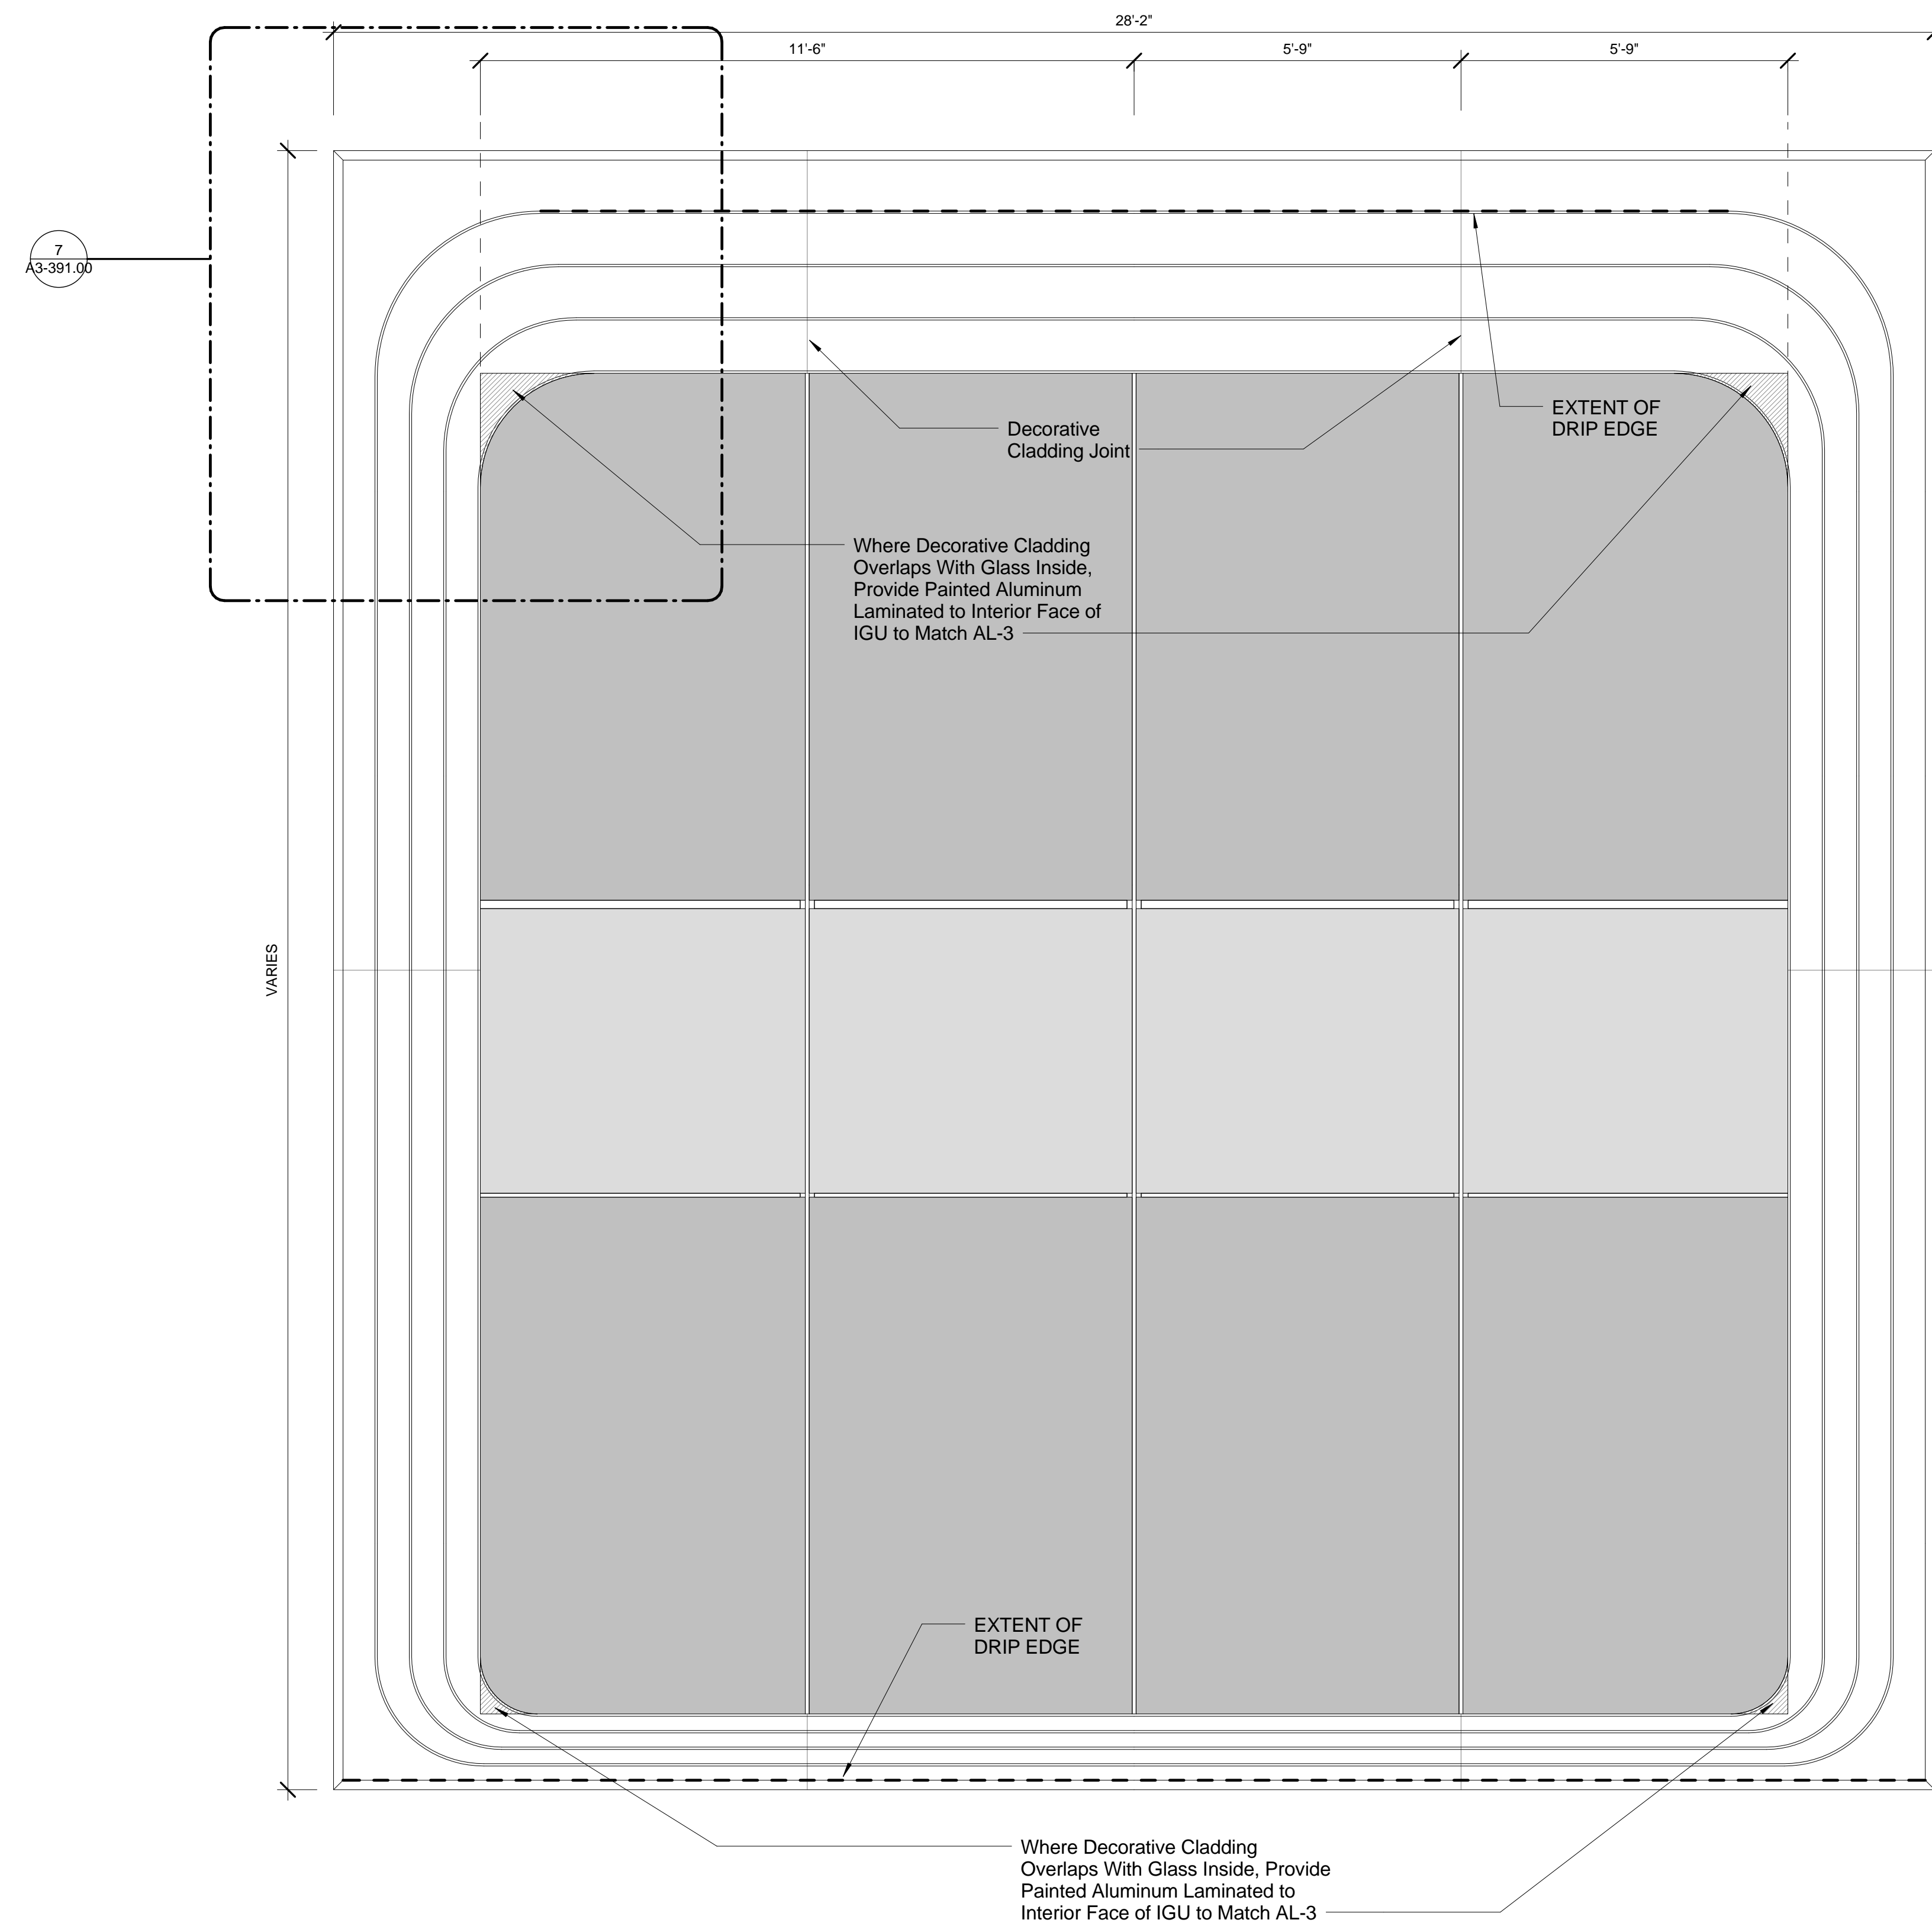 28'-2"
11'-6"
5'-9"
5'-9"
7
A3-391.00
EXTENT OF
DRIP EDGE
Decorative
Cladding Joint
Where Decorative Cladding
Overlaps With Glass Inside,
Provide Painted Aluminum
Laminated to Interior Face of
IGU to Match AL-3
VARIES
EXTENT OF
DRIP EDGE
Where Decorative Cladding
Overlaps With Glass Inside, Provide
Painted Aluminum Laminated to
Interior Face of IGU to Match AL-3